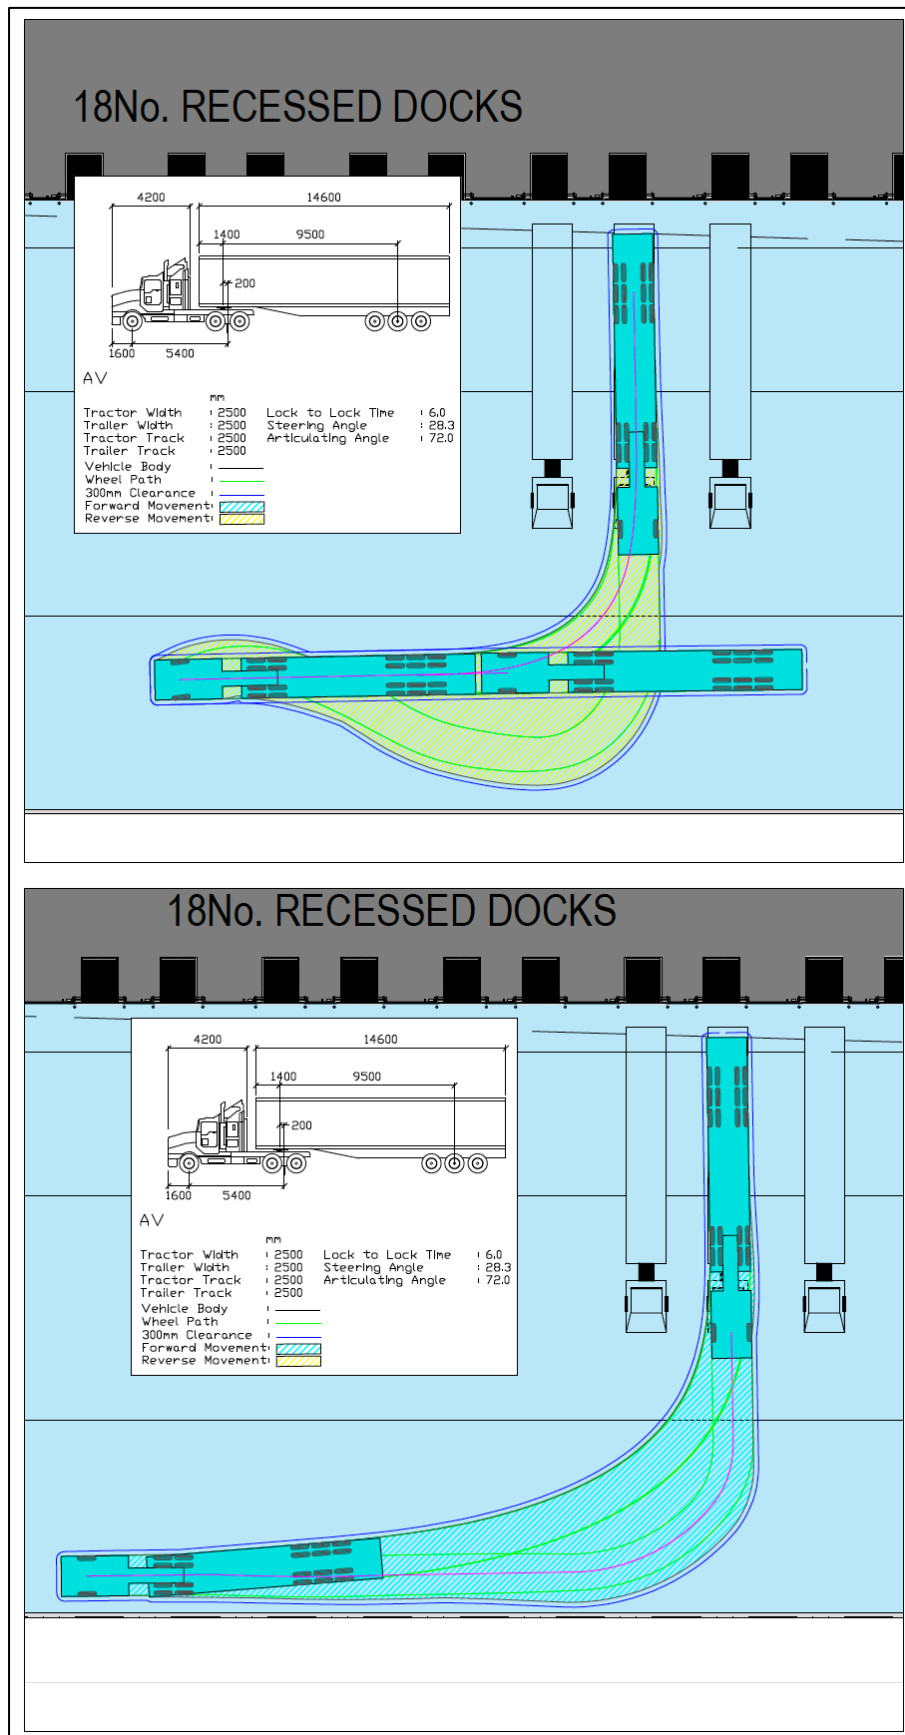 18No. RECESSED DOCKS
4200
14600
1400
9500
200
1600
5400
AV
mm
Tractor Width : 2500 Lock to Lock Time : 6.0
Trailer Width : 2500 Steering Angle : 28.3
Tractor Track : 2500 Articulating Angle : 72.0
Trailer Track : 2500
Vehicle Body :
Wheel Path :
300mm Clearance :
Forward Movement:
Reverse Movement:
18No. RECESSED DOCKS
4200
14600
1400
9500
200
1600
5400
AV
mm
Tractor Width : 2500 Lock to Lock Time : 6.0
Trailer Width : 2500 Steering Angle : 28.3
Tractor Track : 2500 Articulating Angle : 72.0
Trailer Track : 2500
Vehicle Body :
Wheel Path :
300mm Clearance :
Forward Movement:
Reverse Movement: